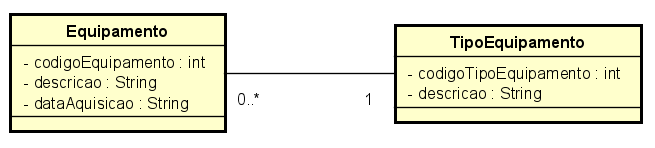 Equipamento
- codigoEquipamento : int
- descricao : String
- dataAquisicao : String
0..*
1
TipoEquipamento
- codigoTipoEquipamento : int
- descricao : String